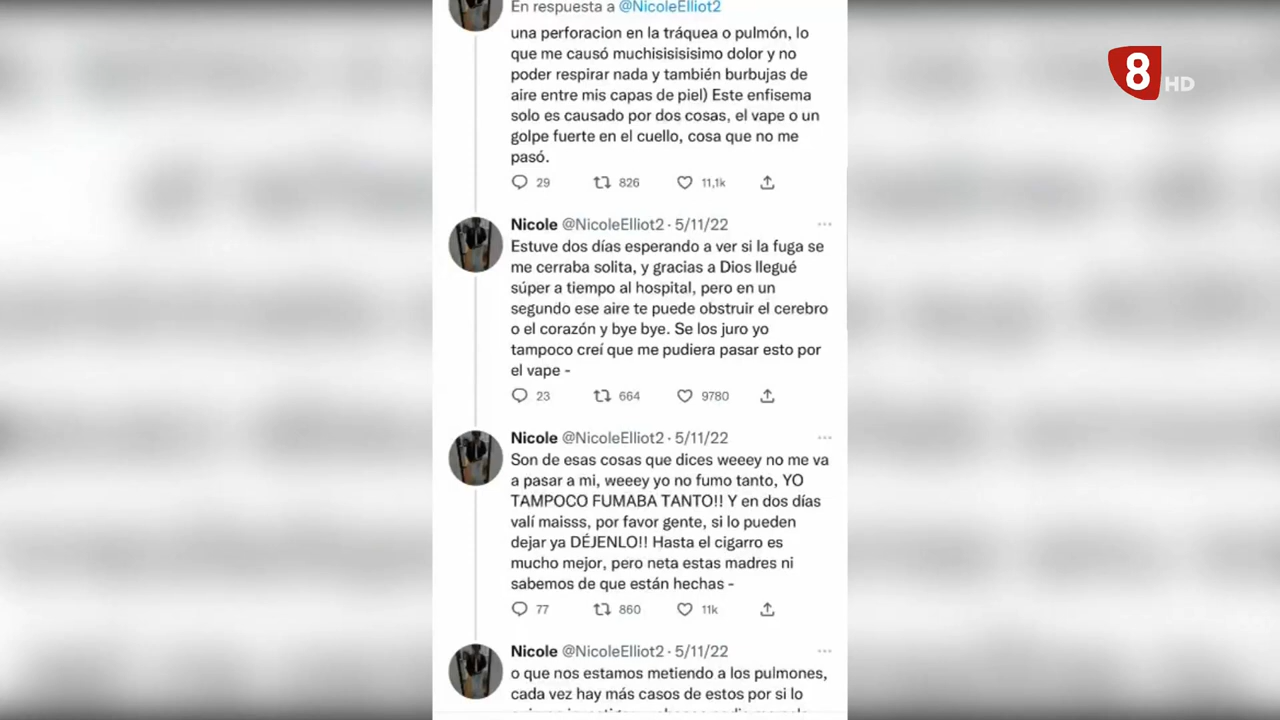 En respuesta a @NicoleElliot2
una perforacion en la tráquea o pulmón, lo
que me causó muchisisisisimo dolor y no
poder respirar nada y también burbujas de
aire entre mis capas de piel) Este enfisema
solo es causado por dos cosas, el vape o un
golpe fuerte en el cuello, cosa que no me
pasó.
29 826 11,1k
8 HD
Nicole @NicoleElliot2 · 5/11/22
Estuve dos días esperando a ver si la fuga se
me cerraba solita, y gracias a Dios llegué
súper a tiempo al hospital, pero en un
segundo ese aire te puede obstruir el cerebro
o el corazón y bye bye. Se los juro yo
tampoco creí que me pudiera pasar esto por
el vape -
23 664 9780
Nicole @NicoleElliot2 · 5/11/22
Son de esas cosas que dices weeey no me va
a pasar a mi, weeey yo no fumo tanto, YO
TAMPOCO FUMABA TANTO!! Y en dos días
valí maisss, por favor gente, si lo pueden
dejar ya DÉJENLO!! Hasta el cigarro es
mucho mejor, pero neta estas madres ni
sabemos de que están hechas -
77 860 11k
Nicole @NicoleElliot2 · 5/11/22
o que nos estamos metiendo a los pulmones,
cada vez hay más casos de estos por si lo